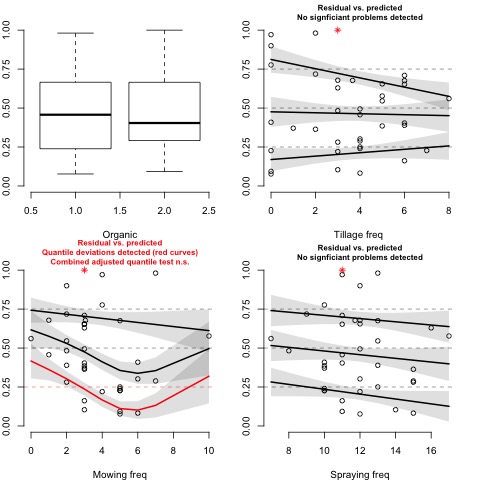 0.00 0.25 0.50 0.75 1.00
0.5 1.0 1.5 2.0 2.5
Organic
Residual vs. predicted
No signficiant problems detected
0.00 0.25 0.50 0.75 1.00
0 2 4 6 8
Tillage freq
Residual vs. predicted
Quantile deviations detected (red curves)
Combined adjusted quantile test n.s.
0.00 0.25 0.50 0.75 1.00
0 2 4 6 8 10
Mowing freq
Residual vs. predicted
No signficiant problems detected
0.00 0.25 0.50 0.75 1.00
8 10 12 14 16
Spraying freq